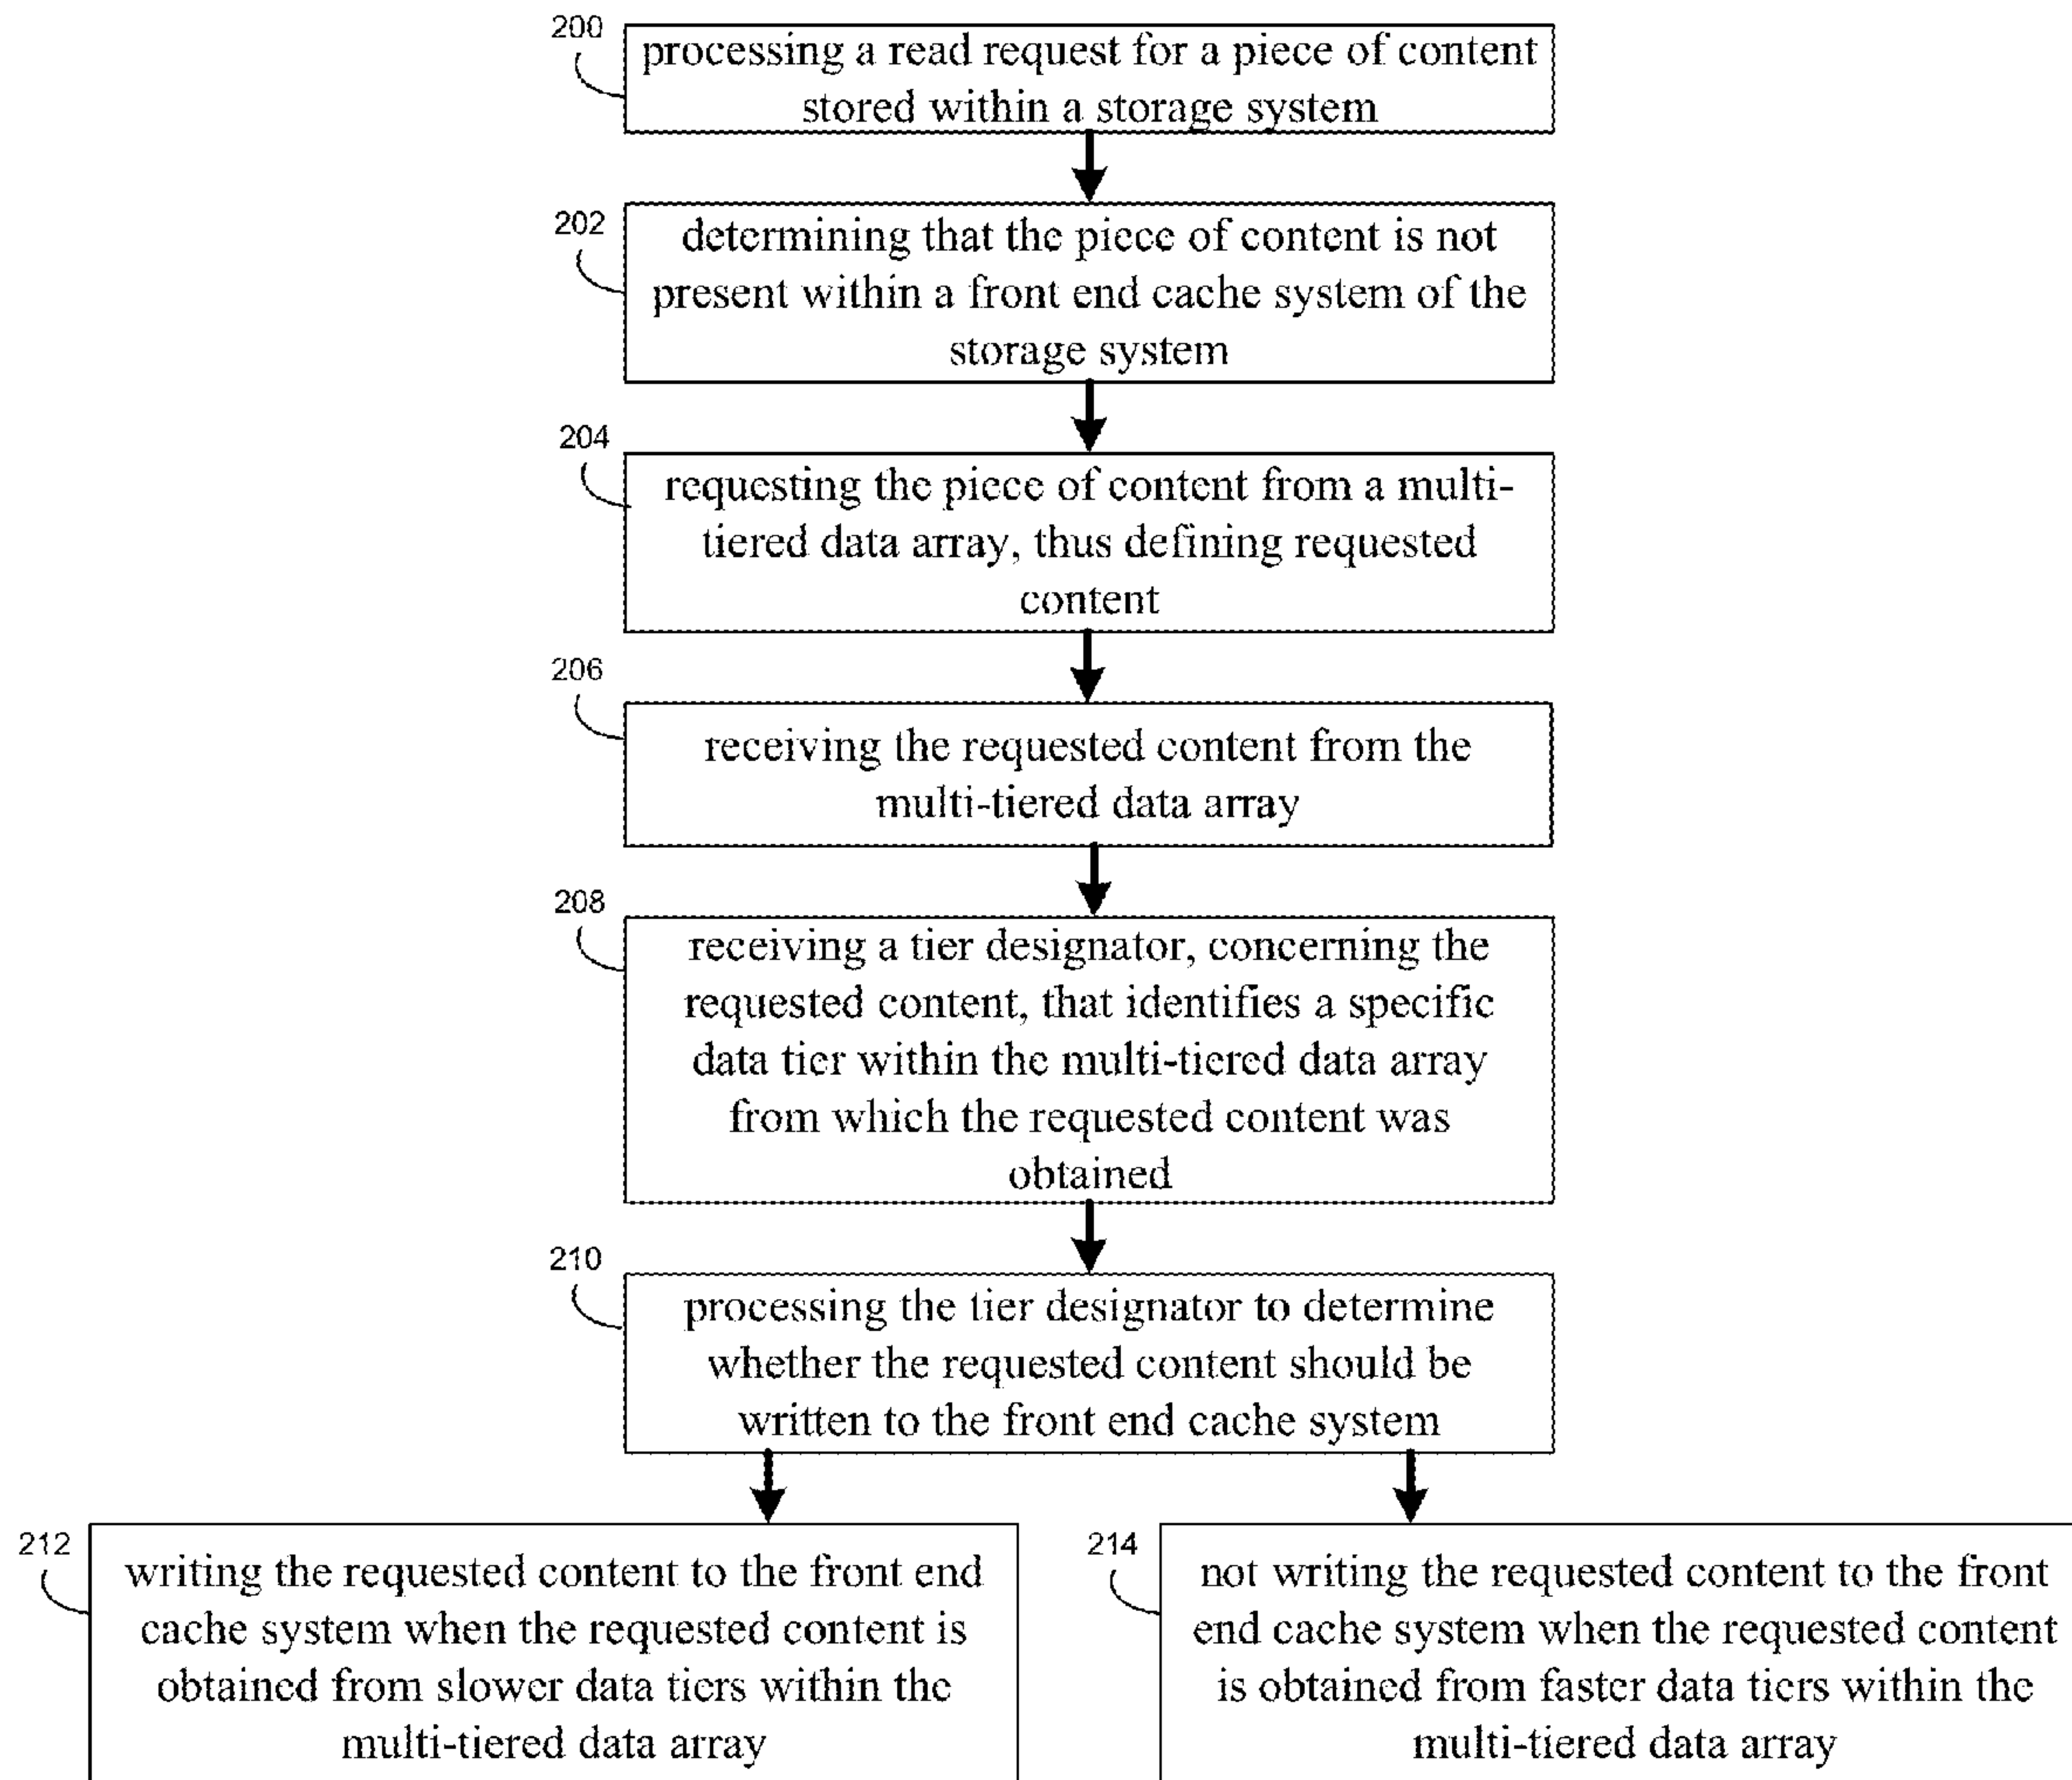 200
processing a read request for a piece of content
stored within a storage system
202
determining that the piece of content is not
present within a front end cache system of the
storage system
204
requesting the piece of content from a multi-
tiered data array, thus defining requested
content
206
receiving the requested content from the
multi-tiered data array
208
receiving a tier designator, concerning the
requested content, that identifies a specific
data tier within the multi-tiered data array
from which the requested content was
obtained
210
processing the tier designator to determine
whether the requested content should be
written to the front end cache system
212
writing the requested content to the front end
cache system when the requested content is
obtained from slower data tiers within the
multi-tiered data array
214
not writing the requested content to the front
end cache system when the requested content
is obtained from faster data tiers within the
multi-tiered data array